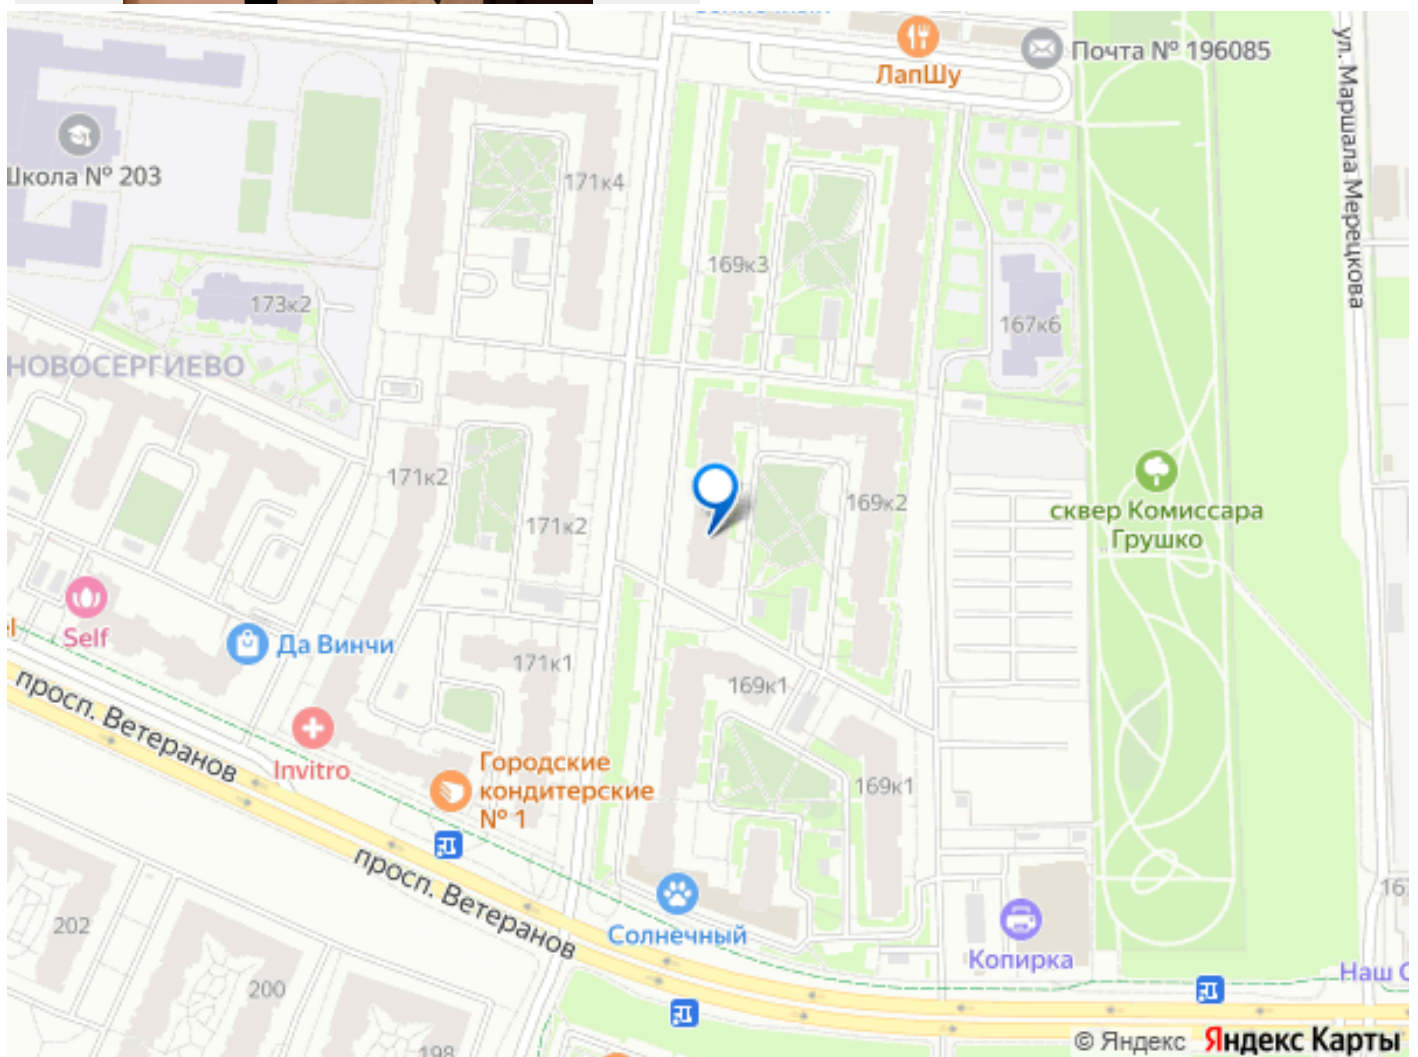 ЛапШу
Почта № 196085
ул. Маршала Мерецкова
Школа № 203
171к4
169к3
173к2
167к6
НОВОСЕРГИЕВО
171к2
171к2
169к2
сквер Комиссара
Грушко
Self
Да Винчи
171к1
169к1
просп. Ветеранов
Invitro
Городские
кондитерские
№ 1
169к1
просп. Ветеранов
Солнечный
Копирка
202
200
198
Наш
© Яндекс Яндекс Карты